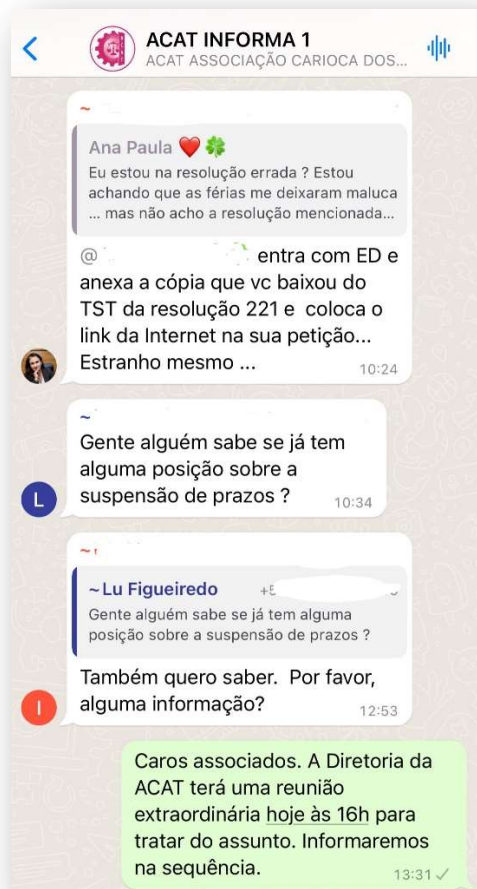 ACAT INFORMA 1
ACAT ASSOCIAÇÃO CARIOCA DOS...
~
Ana Paula ❤️🍀
Eu estou na resolução errada ? Estou
achando que as férias me deixaram maluca
... mas não acho a resolução mencionada...
@ entra com ED e
anexa a cópia que vc baixou do
TST da resolução 221 e coloca o
link da Internet na sua petição...
Estranho mesmo ...
10:24
~
Gente alguém sabe se já tem
alguma posição sobre a
suspensão de prazos ?
10:34
L
~
~Lu Figueiredo
Gente alguém sabe se já tem alguma
posição sobre a suspensão de prazos ?
Também quero saber. Por favor,
alguma informação?
12:53
I
Caros associados. A Diretoria da
ACAT terá uma reunião
extraordinária hoje às 16h para
tratar do assunto. Informaremos
na sequência.
13:31 ✓